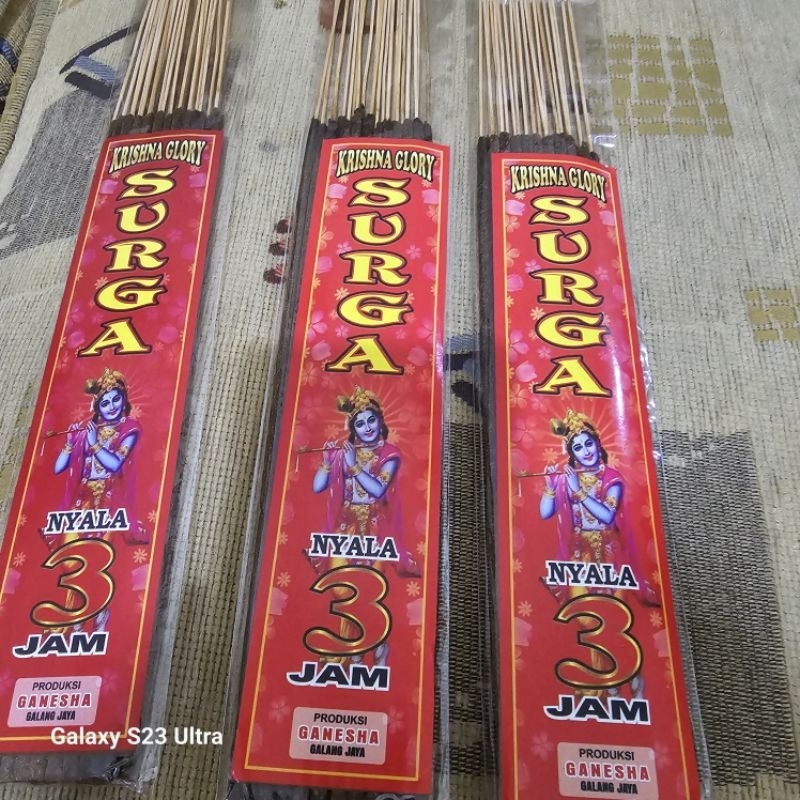 KRISHNA GLORY
SURGA
NYALA
3
JAM
PRODUKSI
GANESHA
GALANG JAYA
KRISHNA GLORY
SURGA
NYALA
3
JAM
PRODUKSI
GANESHA
GALANG JAYA
KRISHNA GLORY
SURGA
NYALA
3
JAM
PRODUKSI
GANESHA
GALANG JAYA
Galaxy S23 Ultra